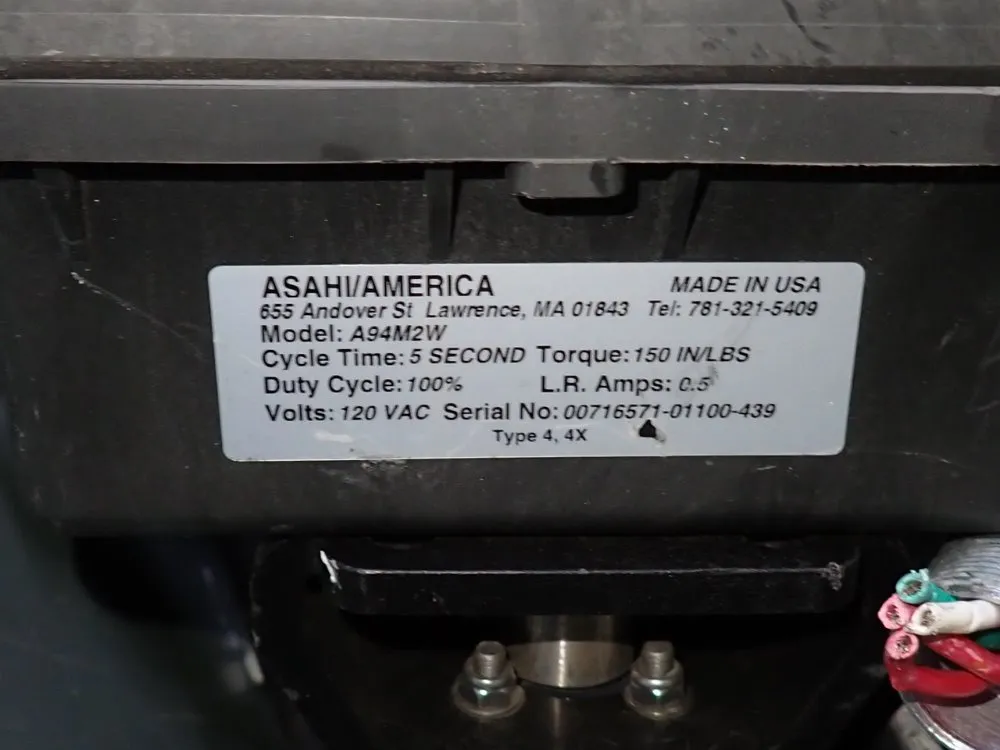 ASAHI/AMERICA MADE IN USA
655 Andover St Lawrence, MA 01843 Tel: 781-321-5409
Model: A94M2W
Cycle Time: 5 SECOND Torque: 150 IN/LBS
Duty Cycle: 100% L.R. Amps: 0.5
Volts: 120 VAC Serial No: 00716571-01100-439
Type 4, 4X